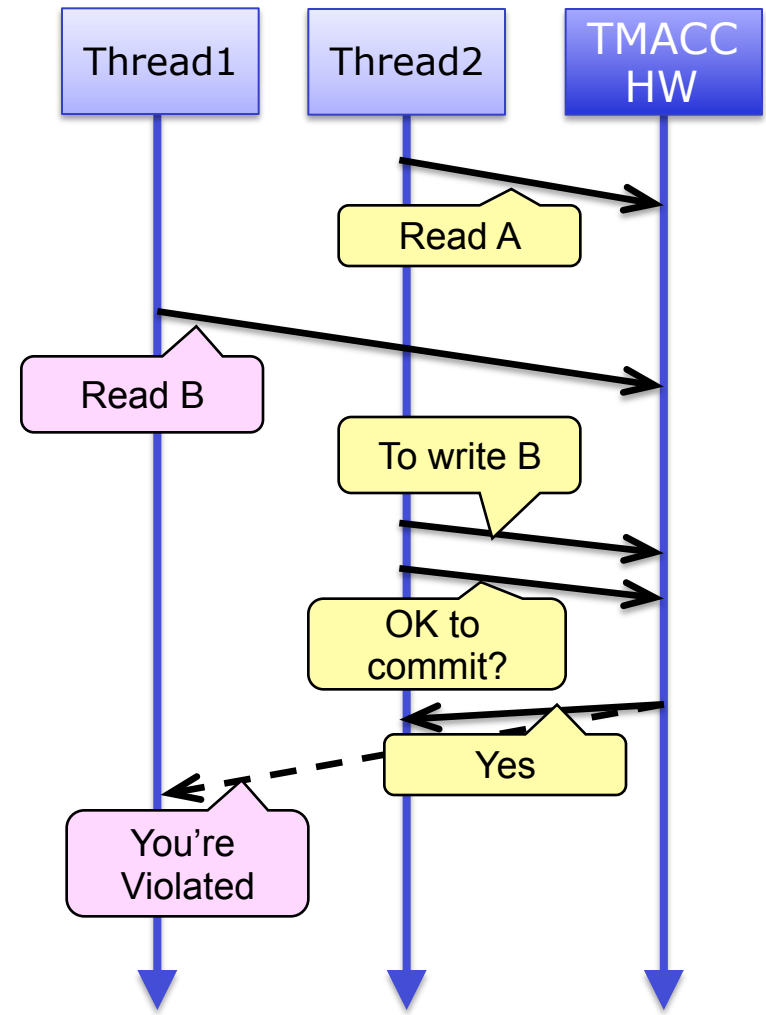 Thread1
Thread2
TMACC
HW
Read A
Read B
To write B
OK to
commit?
Yes
You’re
Violated